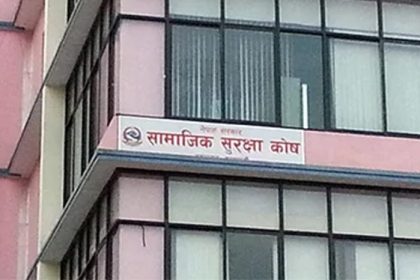 नेपाल सरकार
सामाजिक सुरक्षा कोष